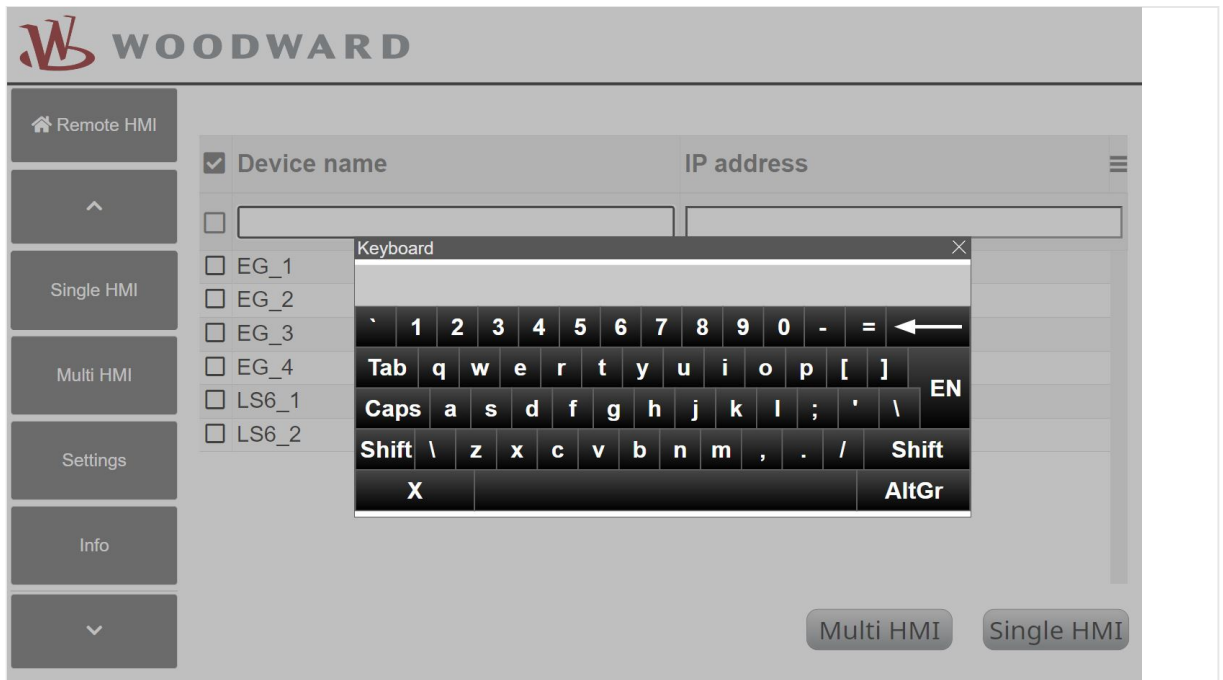 WOODWARD
Remote HMI
Single HMI
Multi HMI
Settings
Info
Device name IP address
EG_1
EG_2
EG_3
EG_4
LS6_1
LS6_2
Keyboard
` 1 2 3 4 5 6 7 8 9 0 - =
Tab q w e r t y u i o p [ ]
EN
Caps a s d f g h j k l ; ' \
Shift \ z x c v b n m , . / Shift
X AltGr
Multi HMI Single HMI